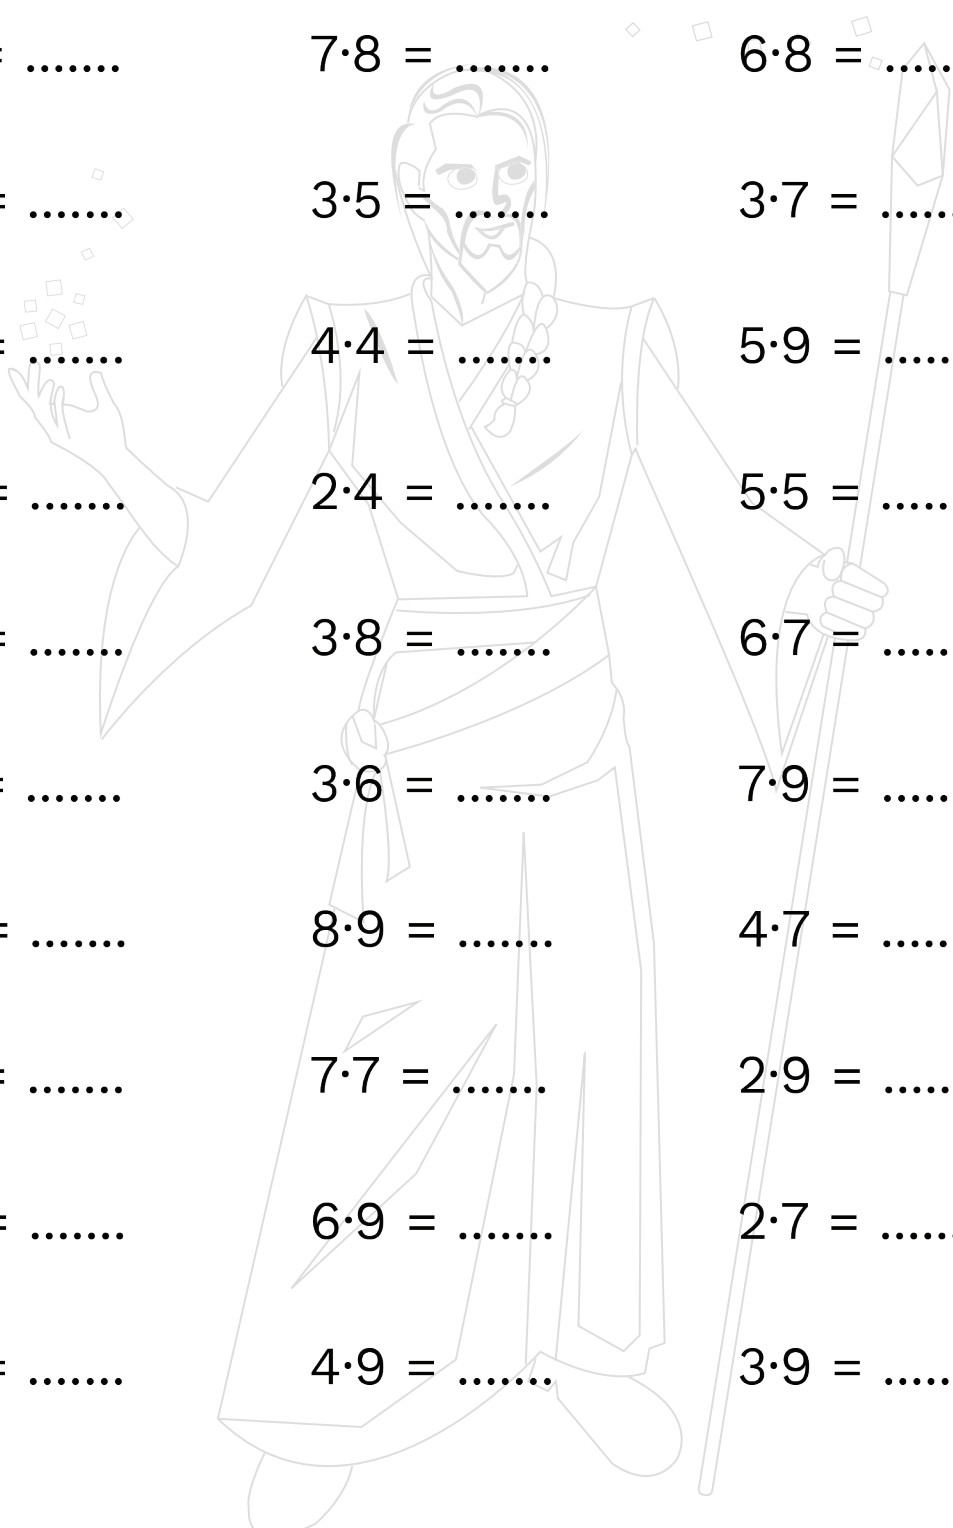 = ....... 7·8 = ....... 6·8 = .....
= ....... 3·5 = ....... 3·7 = .....
= ....... 4·4 = ....... 5·9 = .....
= ....... 2·4 = ....... 5·5 = .....
= ....... 3·8 = ....... 6·7 = .....
= ....... 3·6 = ....... 7·9 = .....
= ....... 8·9 = ....... 4·7 = .....
= ....... 7·7 = ....... 2·9 = .....
= ....... 6·9 = ....... 2·7 = .....
= ....... 4·9 = ....... 3·9 = .....